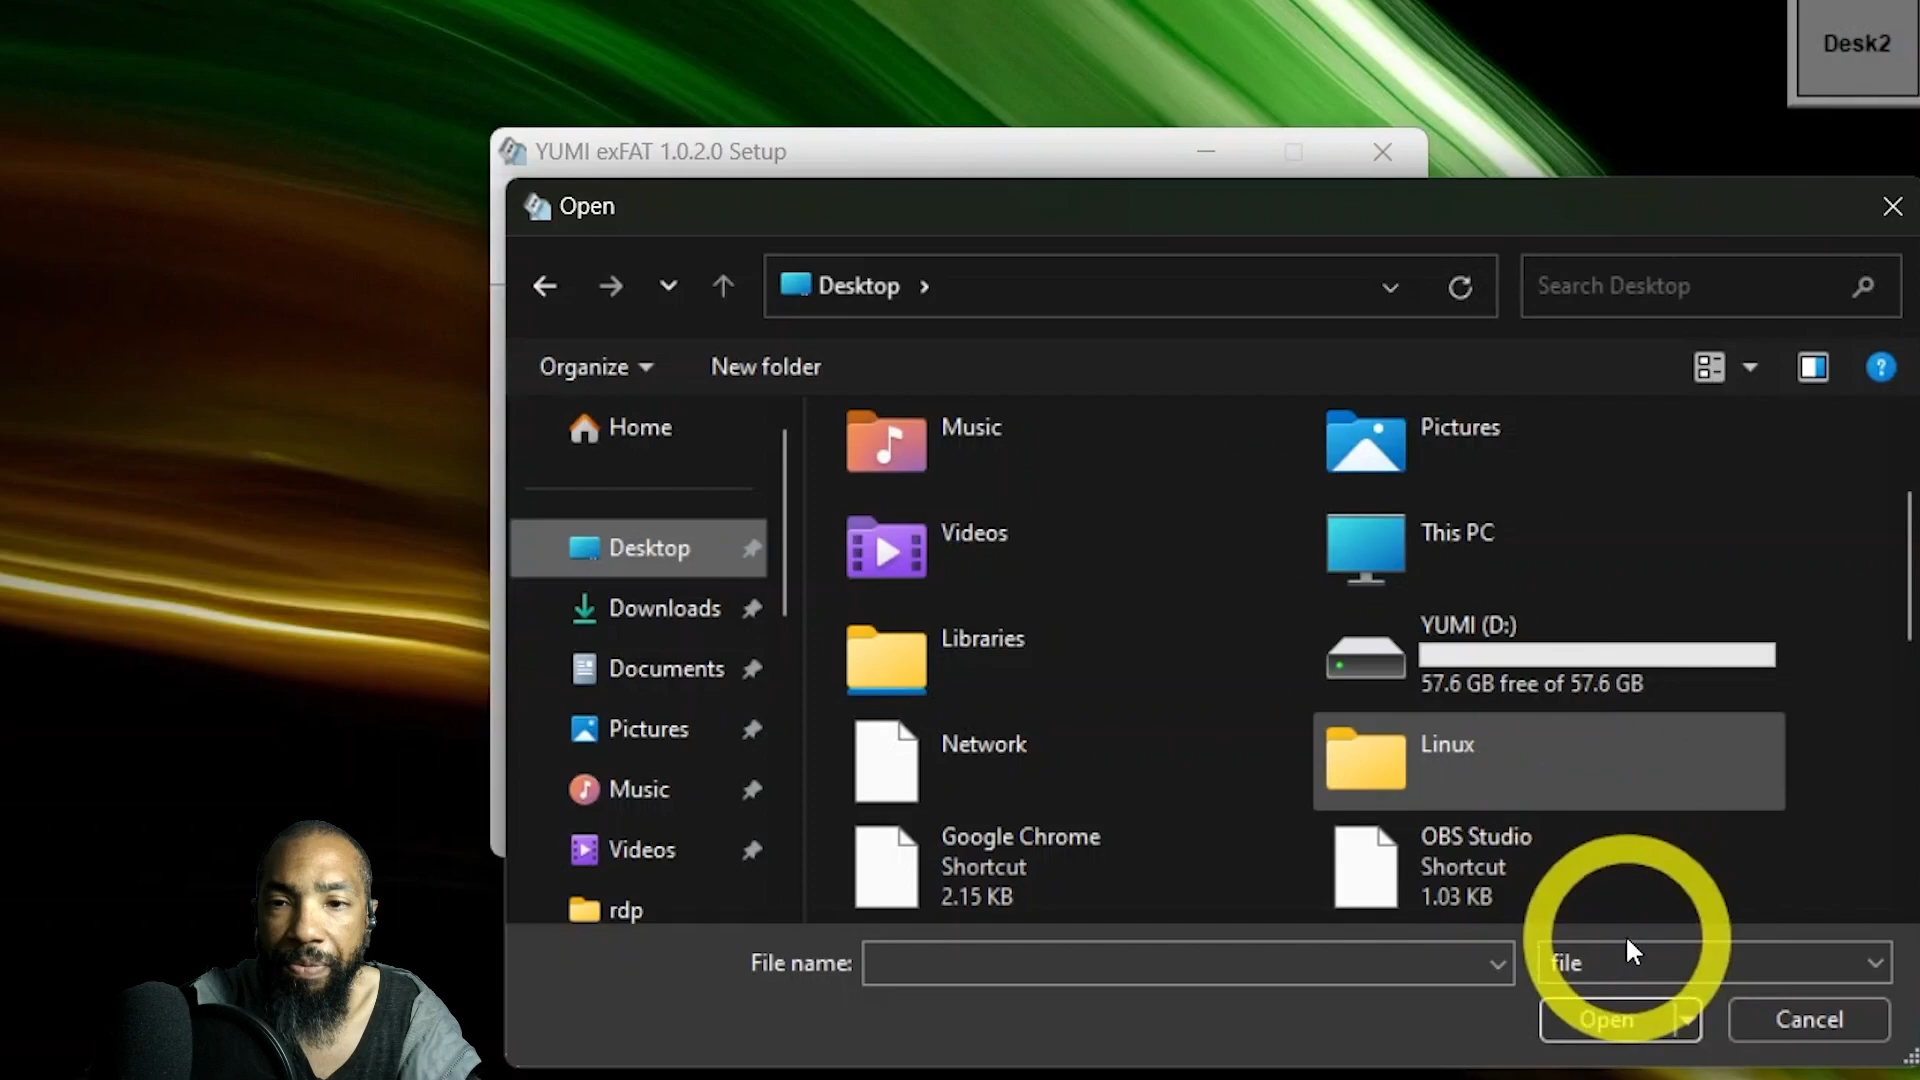 Desk2
YUMI exFAT 1.0.2.0 Setup
Open
Desktop
Search Desktop
Organize
New folder
Home
Desktop
Downloads
Documents
Pictures
Music
Videos
rdp
Music
Pictures
Videos
This PC
Libraries
YUMI (D:)
57.6 GB free of 57.6 GB
Network
Linux
Google Chrome
Shortcut
2.15 KB
OBS Studio
Shortcut
1.03 KB
File name:
file
Open
Cancel